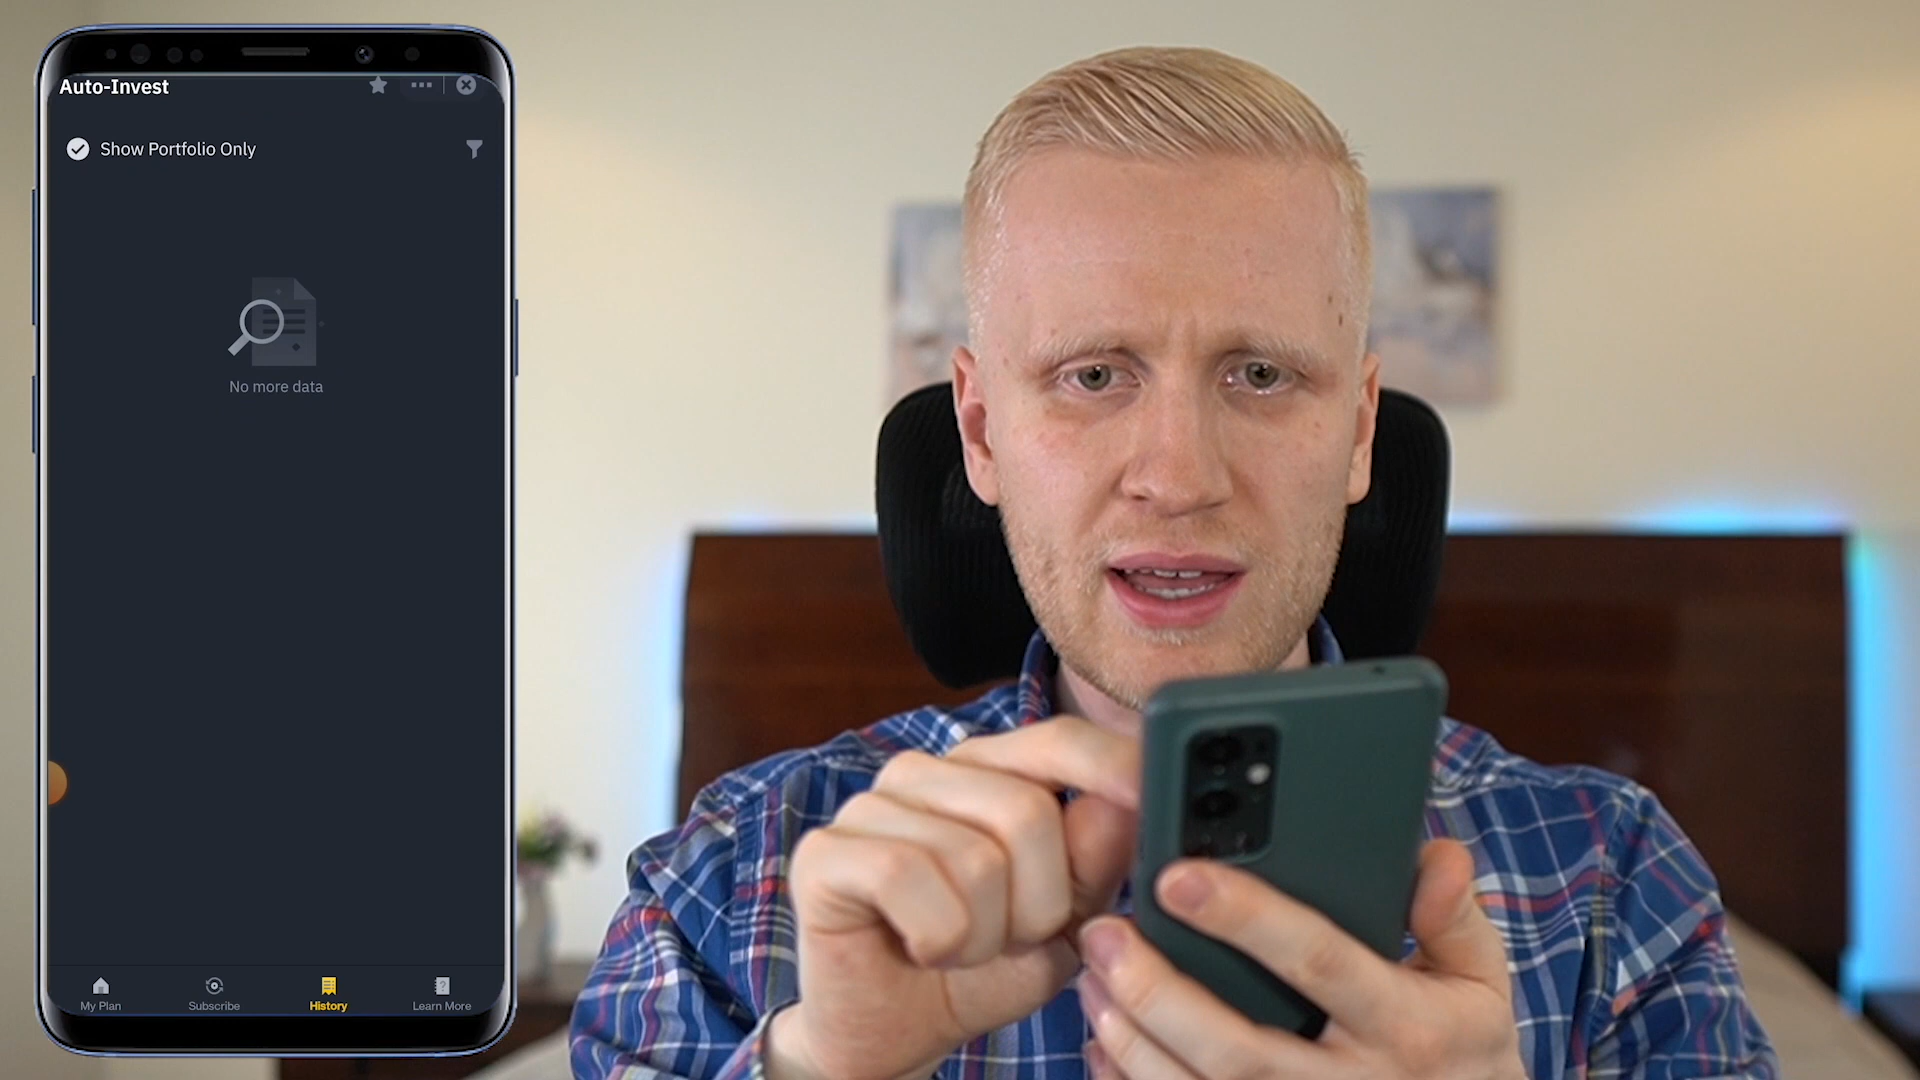 Auto-Invest
Show Portfolio Only
No more data
My Plan
Subscribe
History
Learn More